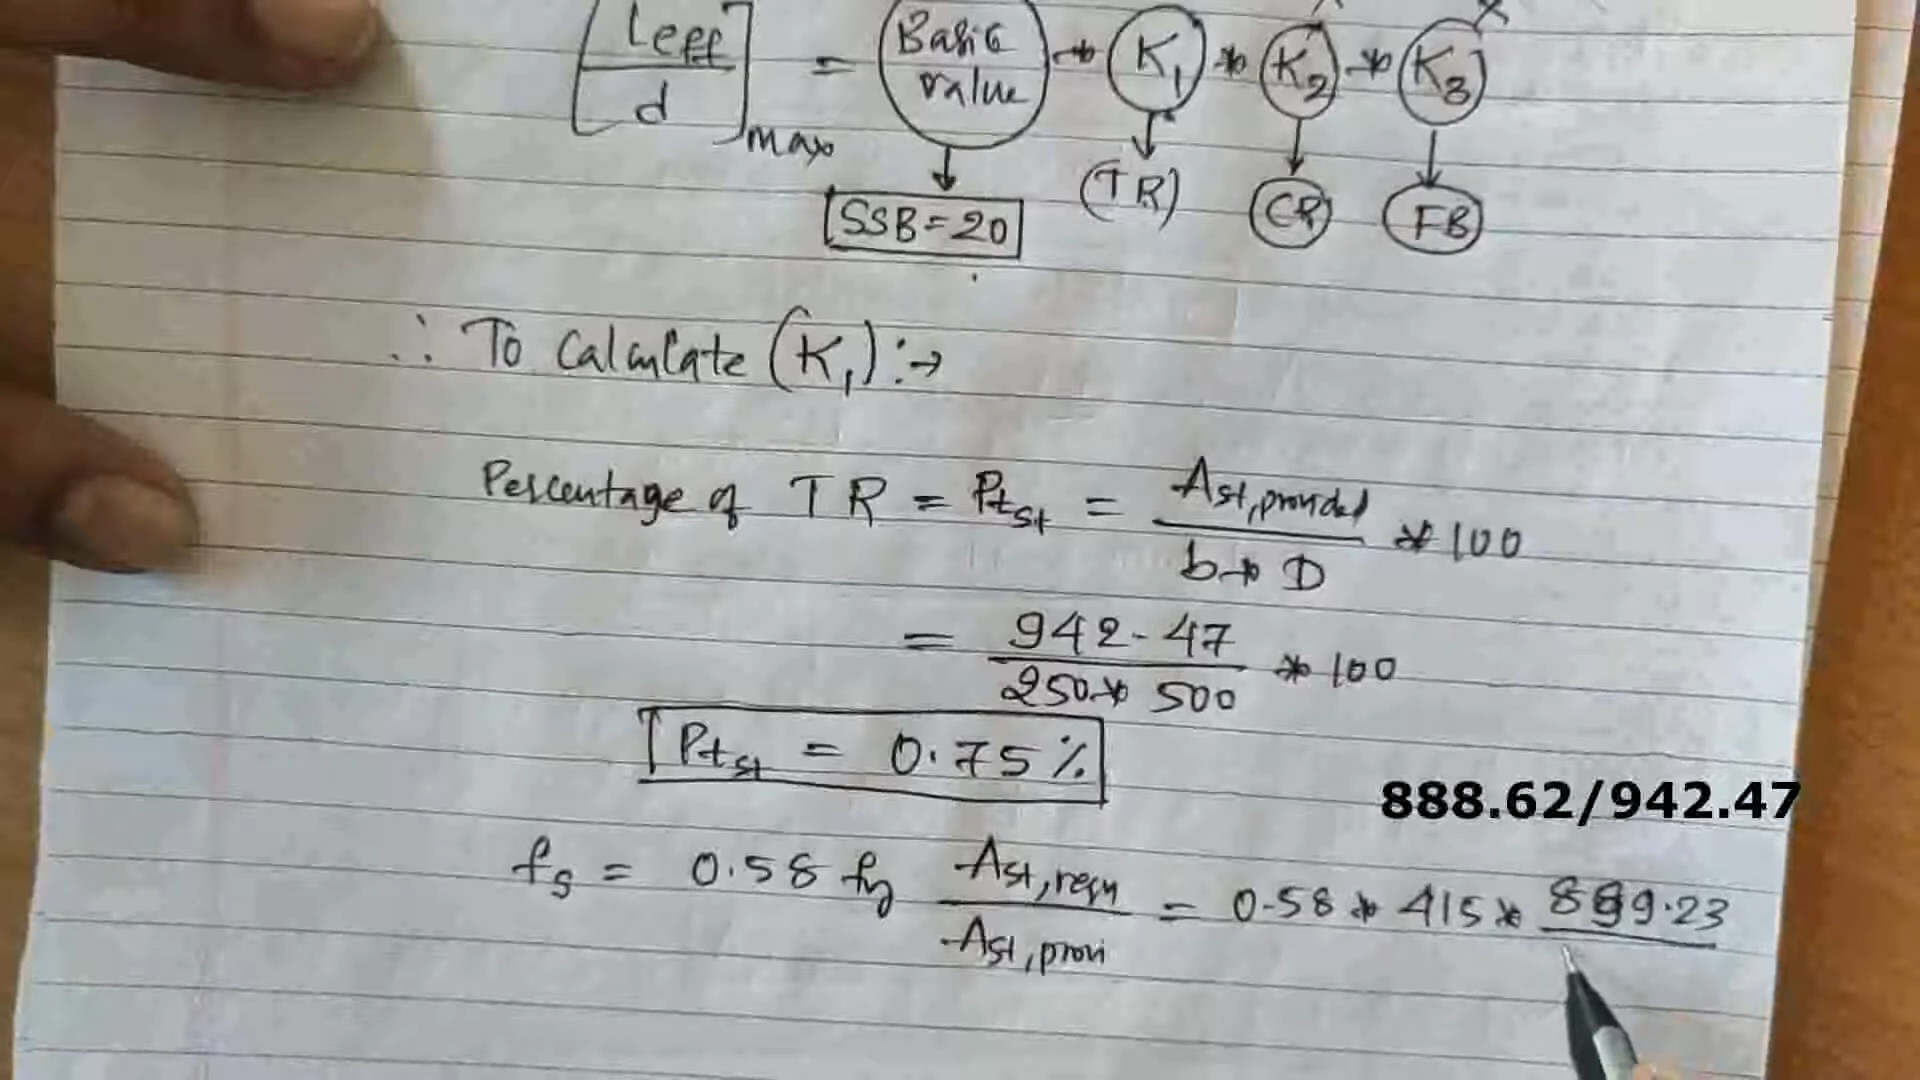 [Leff/d]max = Basic value * K1 * K2 * K3
SSB=20 (TR) CR FB
∴ To Calculate (K1) :→
Percentage of TR = Ptst = Ast,provided / b * D * 100
= 942.47 / 250 * 500 * 100
Ptst = 0.75%
888.62/942.47
fs = 0.58 fy Ast,requ / Ast,provi = 0.58 * 415 * 899.23